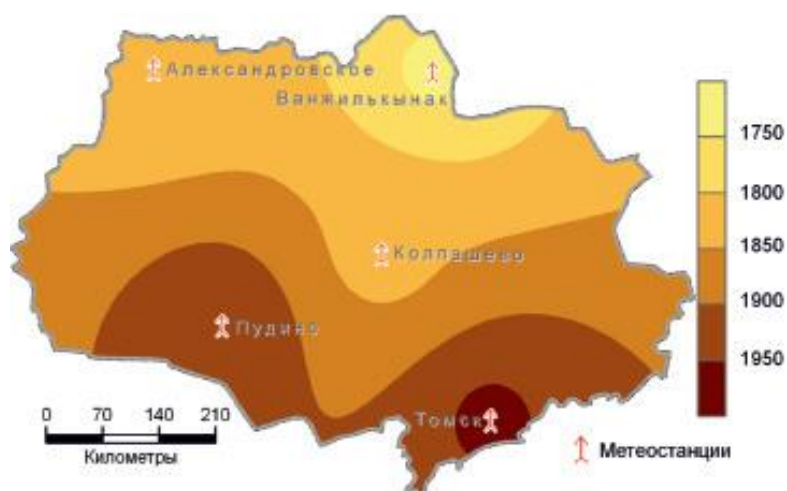 Александровское
Ванжилькынак
Колпашево
Пудино
Томск
1750
1800
1850
1900
1950
0 70 140 210
Километры
Метеостанции